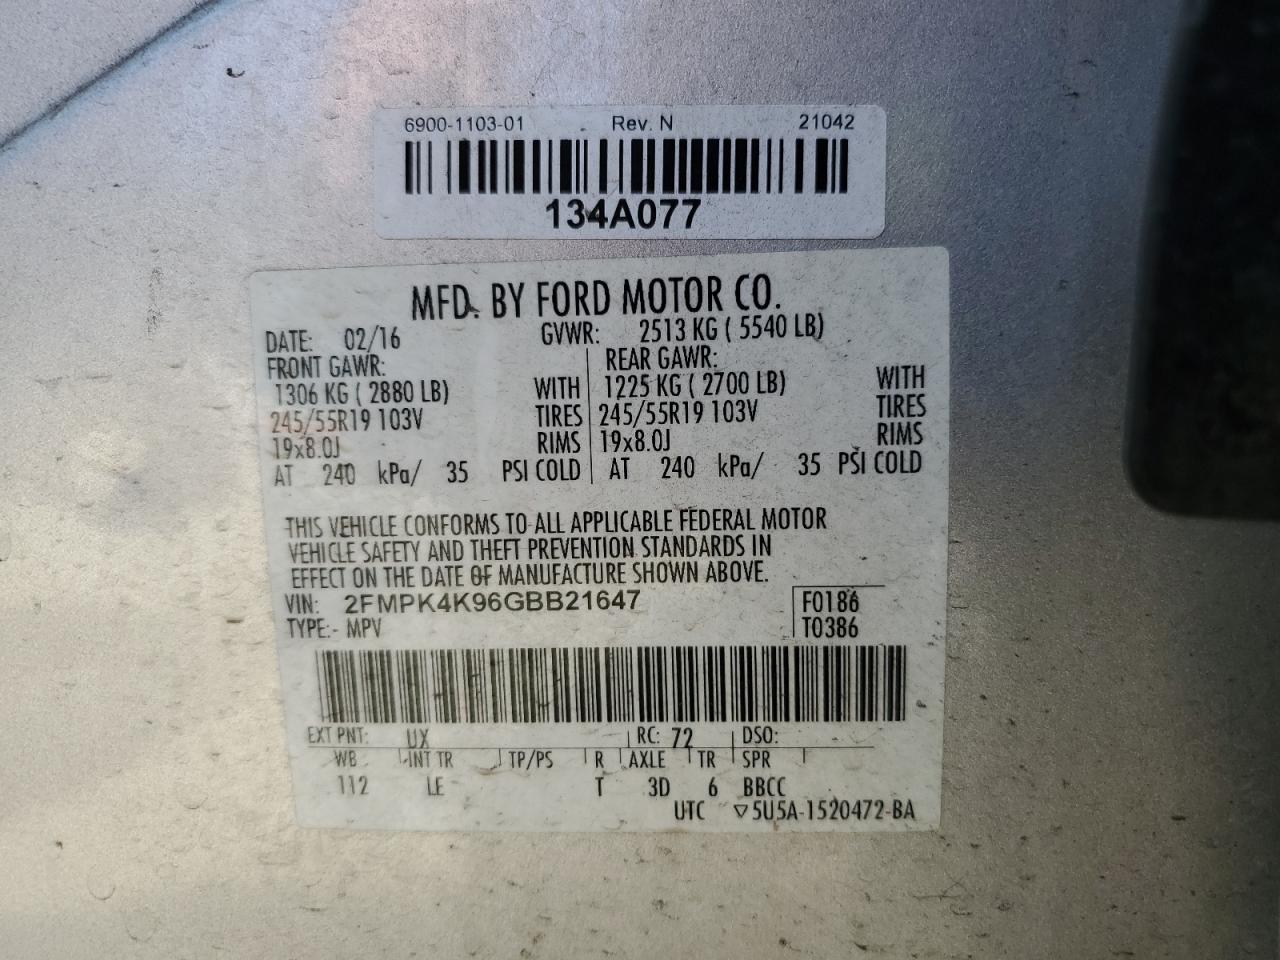 6900-1103-01 Rev. N 21042
134A077
MFD. BY FORD MOTOR CO.
DATE: 02/16 GVWR: 2513 KG ( 5540 LB)
FRONT GAWR: REAR GAWR:
1306 KG ( 2880 LB) WITH 1225 KG ( 2700 LB) WITH
245/55R19 103V TIRES 245/55R19 103V TIRES
19x8.0J RIMS 19x8.0J RIMS
AT 240 kPa/ 35 PSI COLD AT 240 kPa/ 35 PSI COLD
THIS VEHICLE CONFORMS TO ALL APPLICABLE FEDERAL MOTOR
VEHICLE SAFETY AND THEFT PREVENTION STANDARDS IN
EFFECT ON THE DATE OF MANUFACTURE SHOWN ABOVE.
VIN: 2FMPK4K96GBB21647 F0186
TYPE:- MPV T0386
EXT PNT: UX RC: 72 DSO:
WB INT TR TP/PS R AXLE TR SPR
112 LE T 3D 6 BBCC
UTC ▽5U5A-1520472-BA